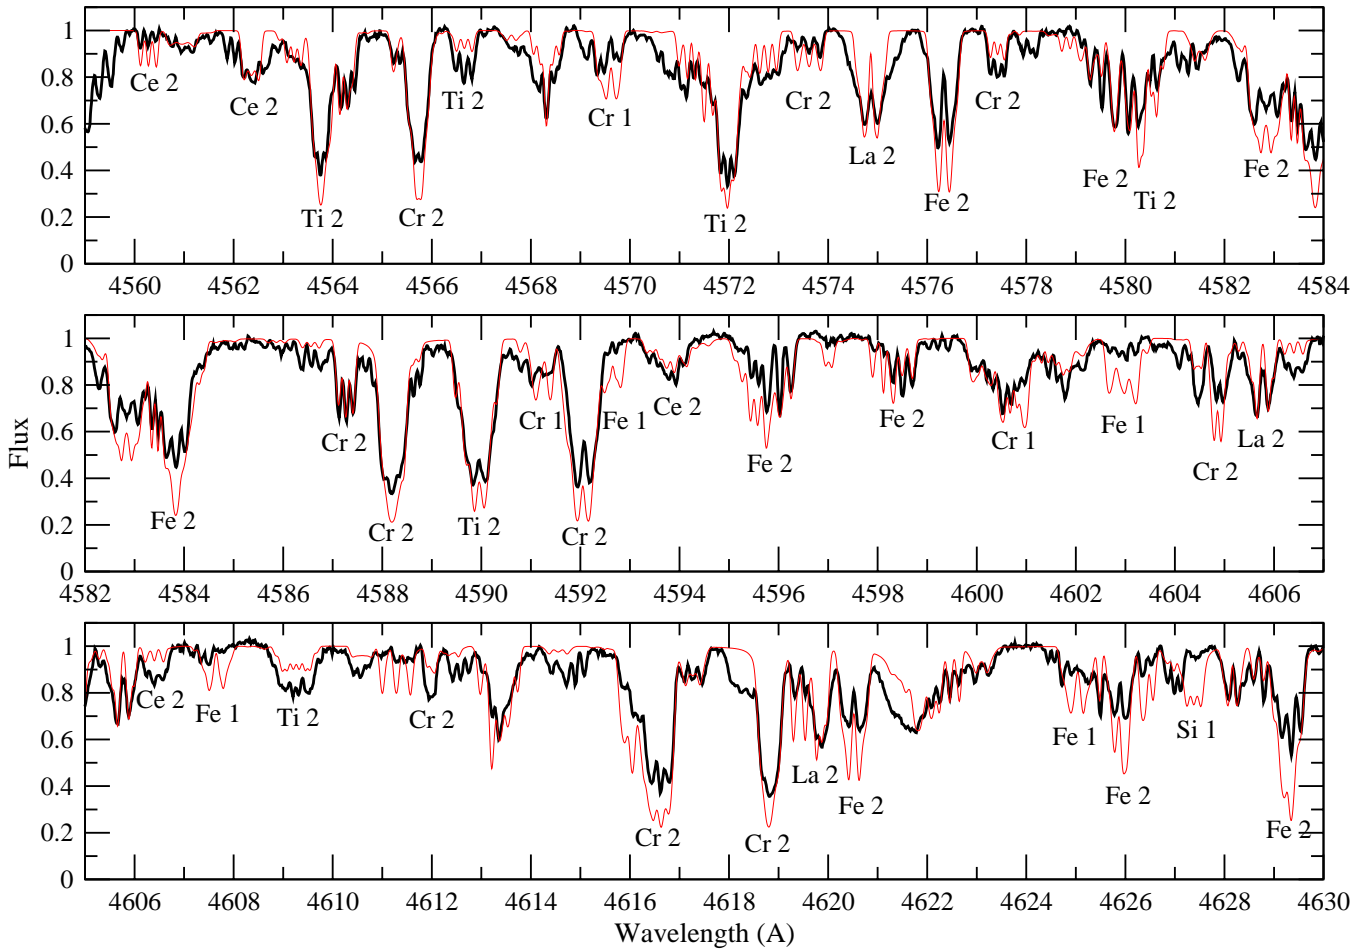 1
0.8
0.6
0.4
0.2
0
Ce 2
Ce 2
Ti 2
Cr 2
Ti 2
Cr 1
Ti 2
Cr 2
La 2
Fe 2
Cr 2
Fe 2
Ti 2
Fe 2
4560 4562 4564 4566 4568 4570 4572 4574 4576 4578 4580 4582 4584
Flux
1
0.8
0.6
0.4
0.2
0
Fe 2
Cr 2
Cr 2
Ti 2
Cr 1
Cr 2
Fe 1
Ce 2
Fe 2
Fe 2
Cr 1
Fe 1
Cr 2
La 2
4582 4584 4586 4588 4590 4592 4594 4596 4598 4600 4602 4604 4606
1
0.8
0.6
0.4
0.2
0
Ce 2
Fe 1
Ti 2
Cr 2
Cr 2
Cr 2
La 2
Fe 2
Fe 1
Fe 2
Si 1
Fe 2
4606 4608 4610 4612 4614 4616 4618 4620 4622 4624 4626 4628 4630
Wavelength (A)